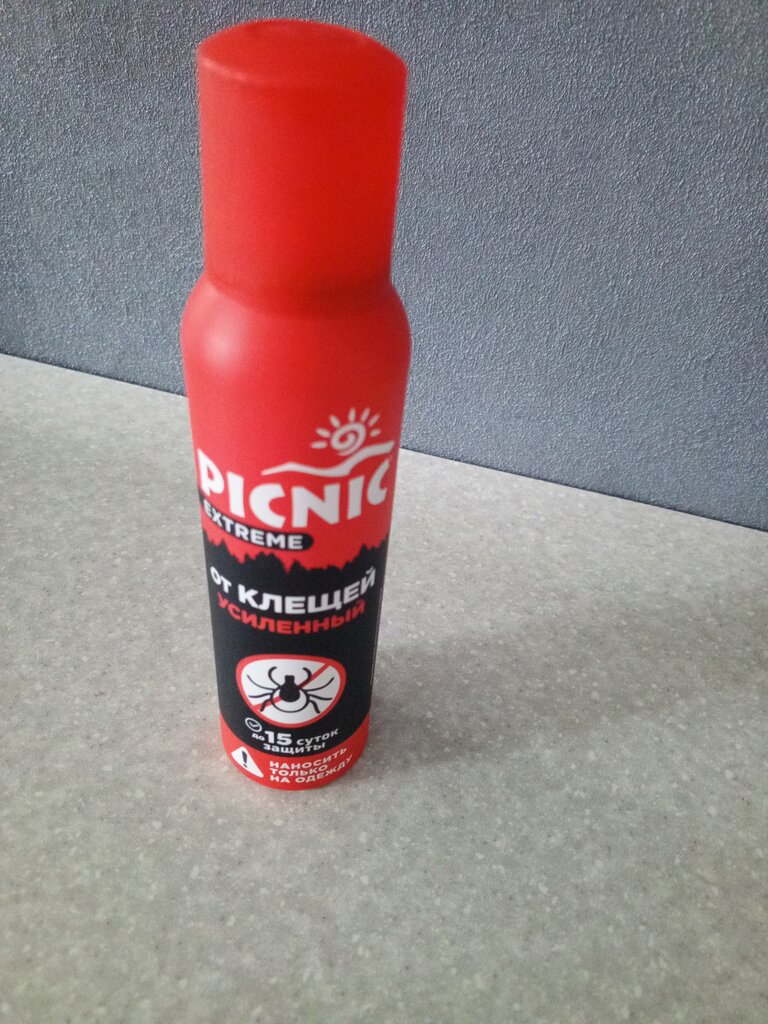 PICNIC
EXTREME
от КЛЕЩЕЙ
УСИЛЕННЫЙ
до 15 суток
защиты
НАНОСИТЬ
ТОЛЬКО
НА ОДЕЖДУ